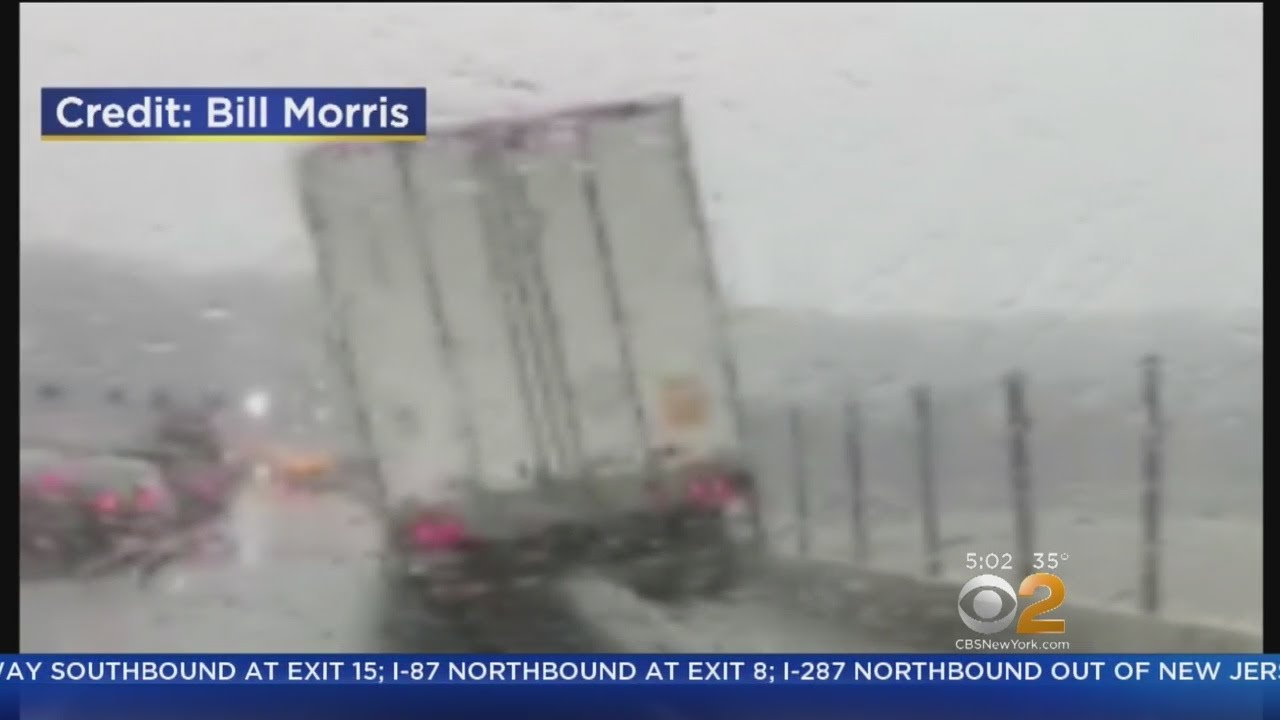 Credit: Bill Morris
5:02 35°
2
CBSNewYork.com
WAY SOUTHBOUND AT EXIT 15; I-87 NORTHBOUND AT EXIT 8; I-287 NORTHBOUND OUT OF NEW JERS